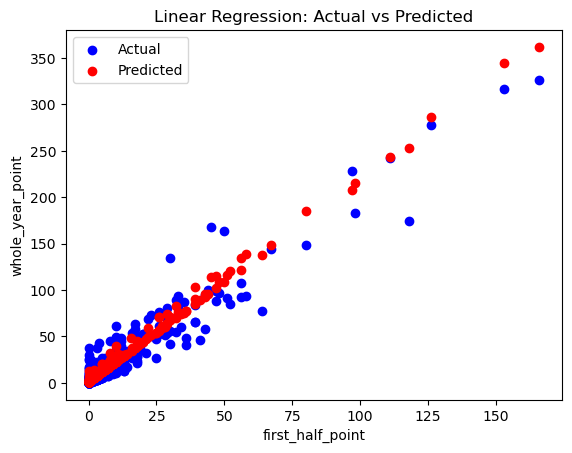 Linear Regression: Actual vs Predicted
Actual
Predicted
350
300
250
200
150
100
50
0
whole_year_point
0 25 50 75 100 125 150
first_half_point